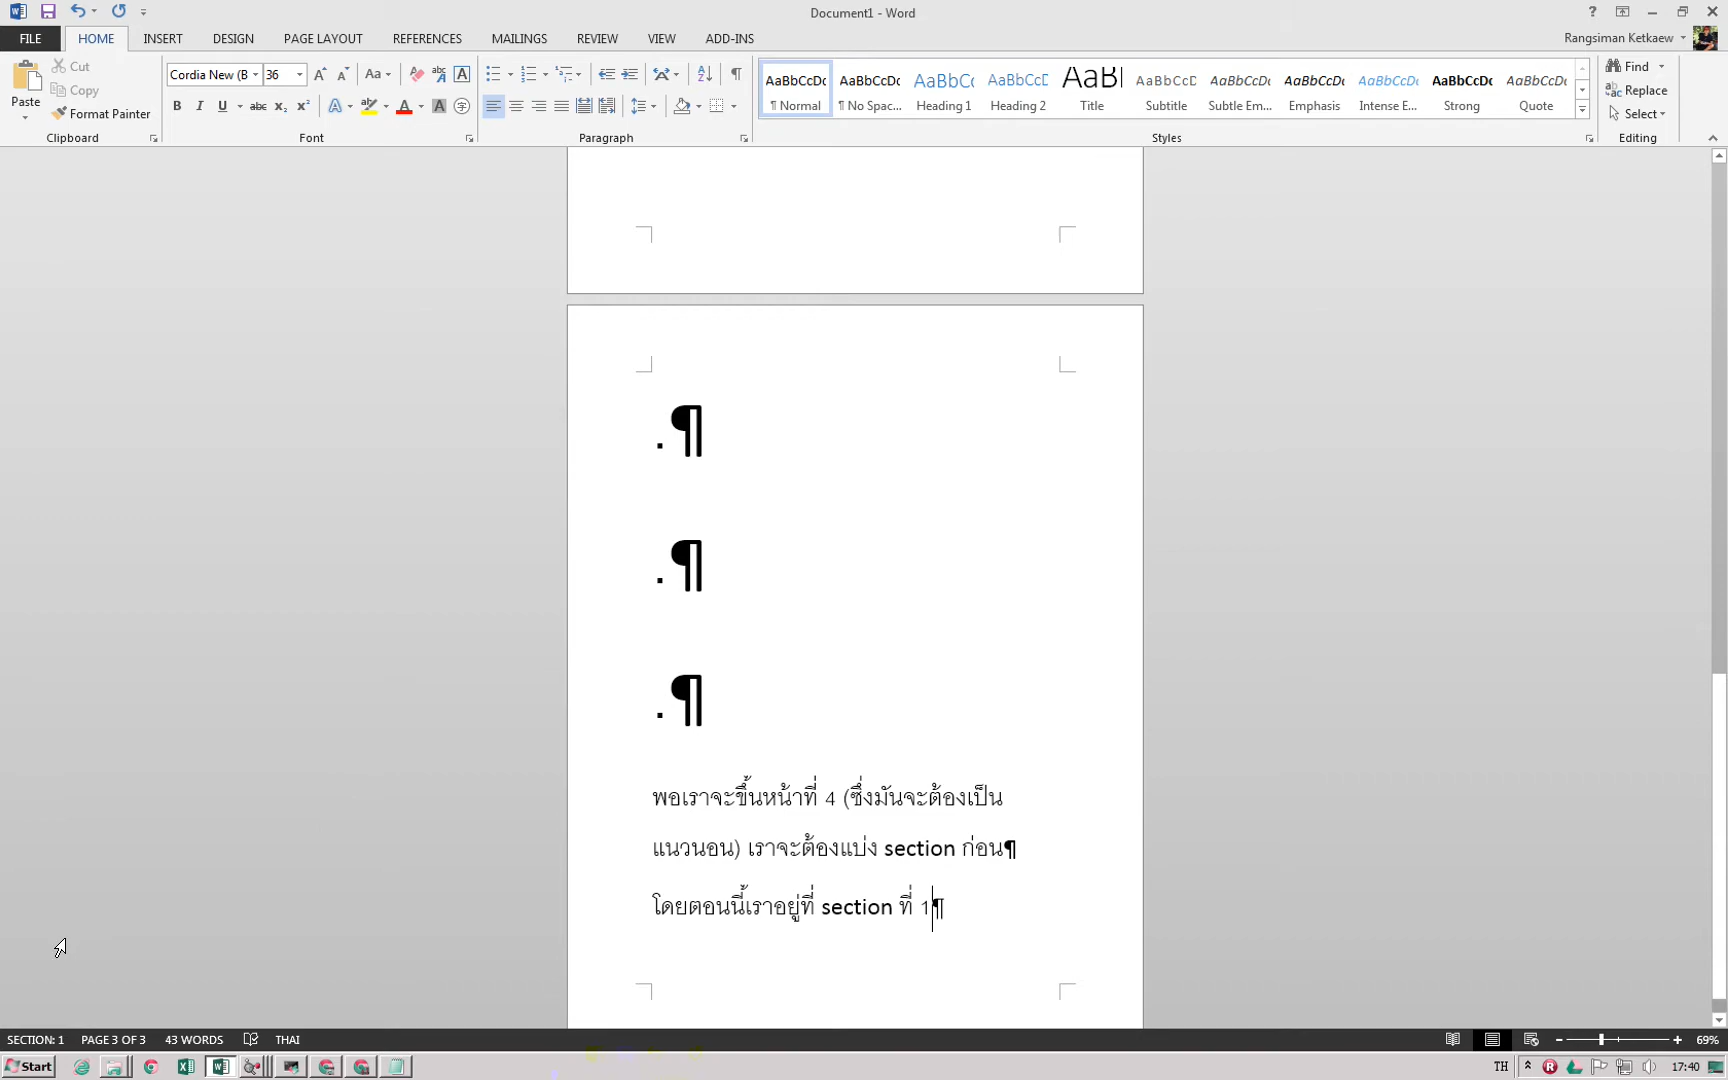 Document1 - Word
FILE HOME INSERT DESIGN PAGE LAYOUT REFERENCES MAILINGS REVIEW VIEW ADD-INS
Rangsiman Ketkaew
Paste
Cut
Copy
Format Painter
Clipboard
Cordia New (B 36
Font
Paragraph
AaBbCcDc AaBbCcDc AaBbC( AaBbCcD AaBl AaBbCcD AaBbCcDc AaBbCcDc AaBbCcDc AaBbCcDc AaBbCcDc
¶ Normal ¶ No Spac... Heading 1 Heading 2 Title Subtitle Subtle Em... Emphasis Intense E... Strong Quote
Styles
Find
Replace
Select
Editing
.¶
.¶
.¶
พอเราจะขึ้นหน้าที่ 4 (ซึ่งมันจะต้องเป็น
แนวนอน) เราจะต้องแบ่ง section ก่อน¶
โดยตอนนี้เราอยู่ที่ section ที่ 1¶
SECTION: 1 PAGE 3 OF 3 43 WORDS THAI
69%
Start
TH
17:40